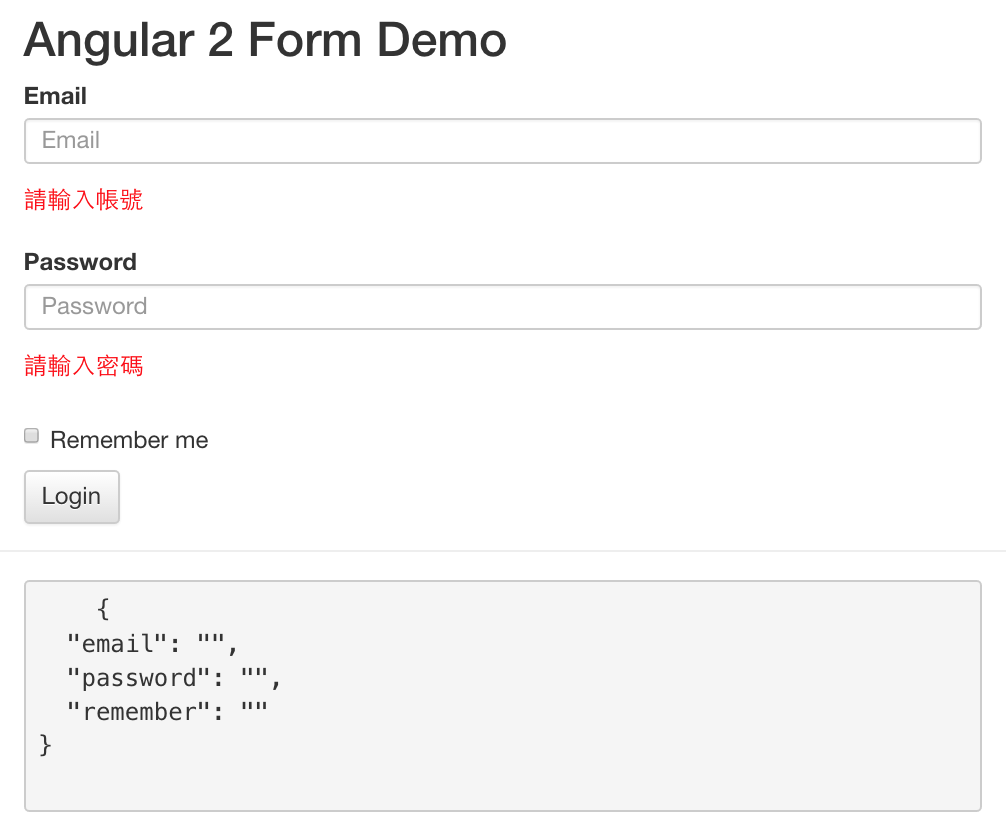 Angular 2 Form Demo
Email
Email
請輸入帳號
Password
Password
請輸入密碼
Remember me
Login
{
"email": "",
"password": "",
"remember": ""
}